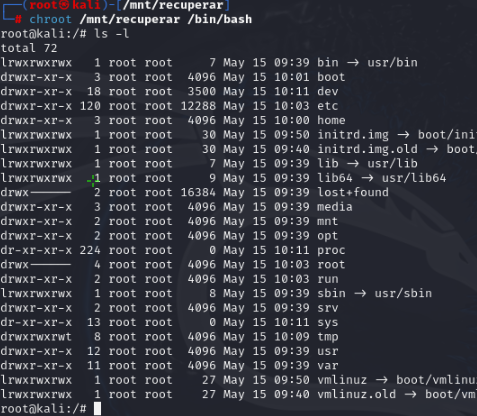 (root㉿kali)-[/mnt/recuperar]
# chroot /mnt/recuperar /bin/bash
root@kali:/# ls -l
total 72
lrwxrwxrwx   1 root root     7 May 15 09:39 bin → usr/bin
drwxr-xr-x   3 root root  4096 May 15 10:01 boot
drwxr-xr-x  18 root root  3500 May 15 10:11 dev
drwxr-xr-x 120 root root 12288 May 15 10:03 etc
drwxr-xr-x   3 root root  4096 May 15 10:00 home
lrwxrwxrwx   1 root root    30 May 15 09:50 initrd.img → boot/ini
lrwxrwxrwx   1 root root    30 May 15 09:40 initrd.img.old → boot/
lrwxrwxrwx   1 root root     7 May 15 09:39 lib → usr/lib
lrwxrwxrwx   1 root root     9 May 15 09:39 lib64 → usr/lib64
drwx------   2 root root 16384 May 15 09:39 lost+found
drwxr-xr-x   3 root root  4096 May 15 09:39 media
drwxr-xr-x   2 root root  4096 May 15 09:39 mnt
drwxr-xr-x   2 root root  4096 May 15 09:39 opt
dr-xr-xr-x 224 root root     0 May 15 10:11 proc
drwx------   4 root root  4096 May 15 10:03 root
drwxr-xr-x   2 root root  4096 May 15 10:03 run
lrwxrwxrwx   1 root root     8 May 15 09:39 sbin → usr/sbin
drwxr-xr-x   2 root root  4096 May 15 09:39 srv
dr-xr-xr-x  13 root root     0 May 15 10:11 sys
drwxrwxrwt   8 root root  4096 May 15 10:09 tmp
drwxr-xr-x  12 root root  4096 May 15 09:39 usr
drwxr-xr-x  11 root root  4096 May 15 09:39 var
lrwxrwxrwx   1 root root    27 May 15 09:50 vmlinuz → boot/vmlinu
lrwxrwxrwx   1 root root    27 May 15 09:40 vmlinuz.old → boot/vm
root@kali:/#